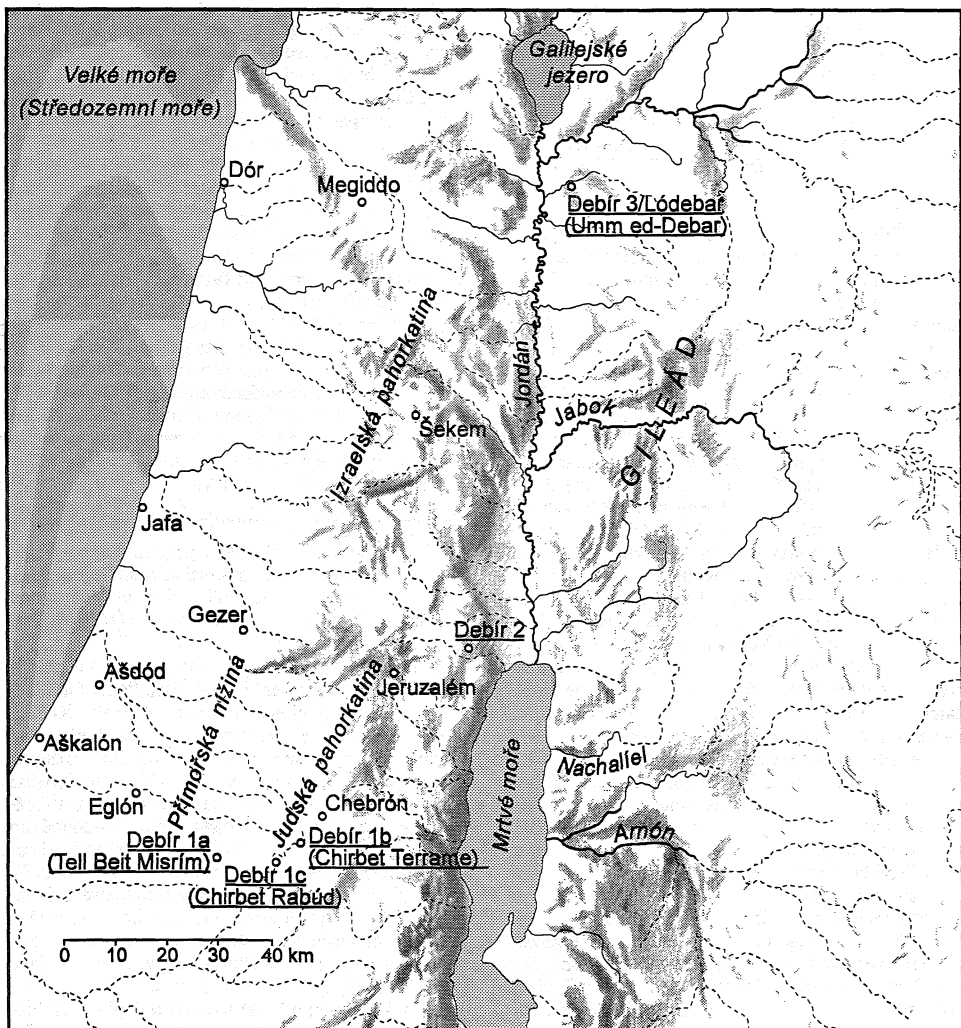 Velké moře
(Středozemní moře)
Galilejské
jezero
Dór
Megiddo
Debír 3/Lódebar
(Umm ed-Debar)
Izraelská pahorkatina
Jordán
Jabok
GILEÁD
Šekem
Jafa
Gezer
Debír 2
Ašdód
Jeruzalém
Přímořská nížina
Judská pahorkatina
Aškalón
Nachalíel
Mrtvé moře
Eglón
Chebrón
Arnón
Debír 1a
(Tell Beit Misrím)
Debír 1b
(Chirbet Terrame)
Debír 1c
(Chirbet Rabúd)
0 10 20 30 40 km